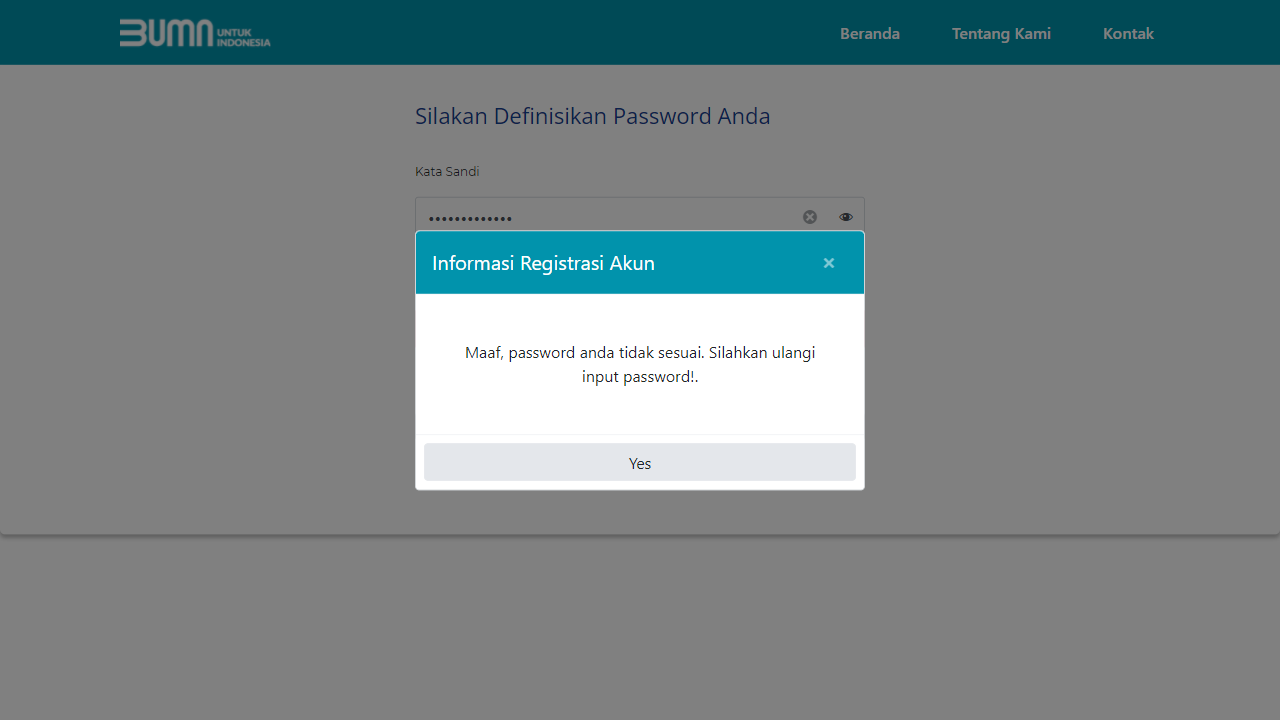 BUMN UNTUK INDONESIA
Beranda
Tentang Kami
Kontak
Silakan Definisikan Password Anda
Kata Sandi
•••••••••••••
Informasi Registrasi Akun
×
Maaf, password anda tidak sesuai. Silahkan ulangi
input password!.
Yes